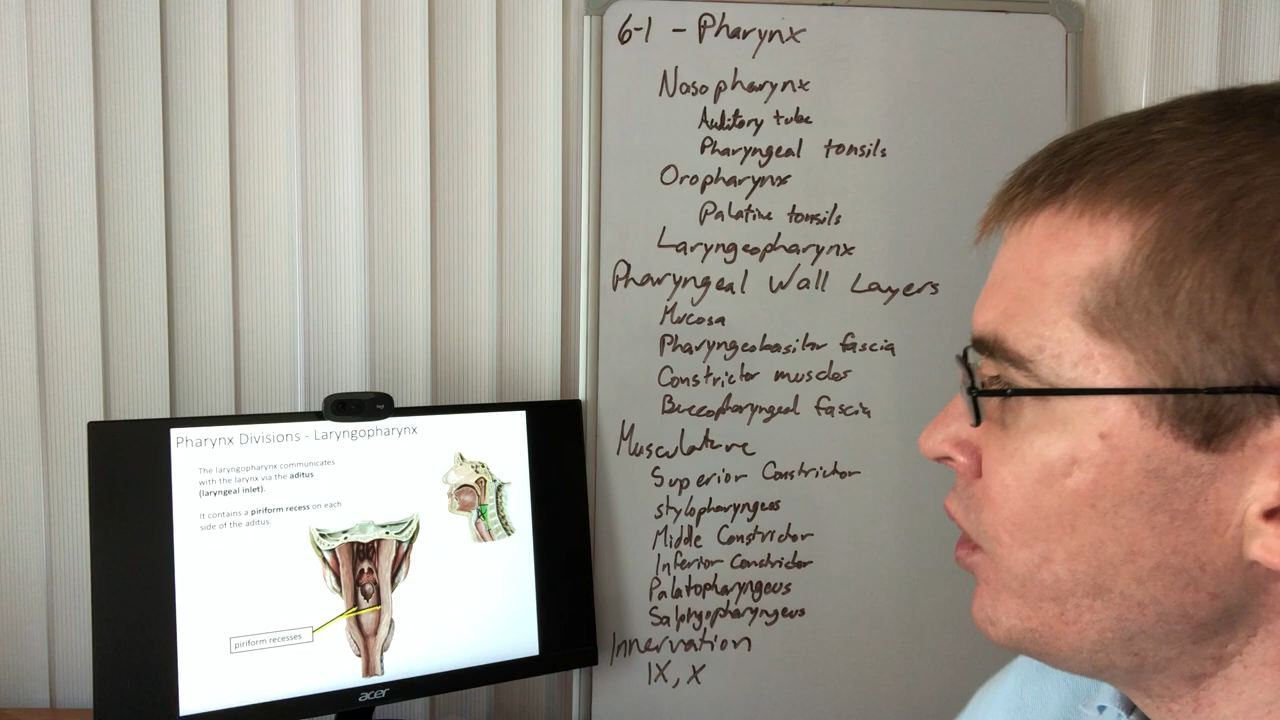 6-1 - Pharynx
Nasopharynx
Auditory tube
Pharyngeal tonsils
Oropharynx
Palatine tonsils
Laryngeopharynx
Pharyngeal Wall Layers
Mucosa
Pharyngeobasilar fascia
Constrictor muscles
Buccopharyngeal fascia
Musculature
Superior Constrictor
stylopharyngeus
Middle Constrictor
Inferior Constrictor
Palatopharyngeus
Salpingopharyngeus
Innervation
IX, X
Pharynx Divisions - Laryngopharynx
The laryngopharynx communicates
with the larynx via the aditus
(laryngeal inlet).
It contains a piriform recess on each
side of the aditus.
piriform recesses
acer
logi